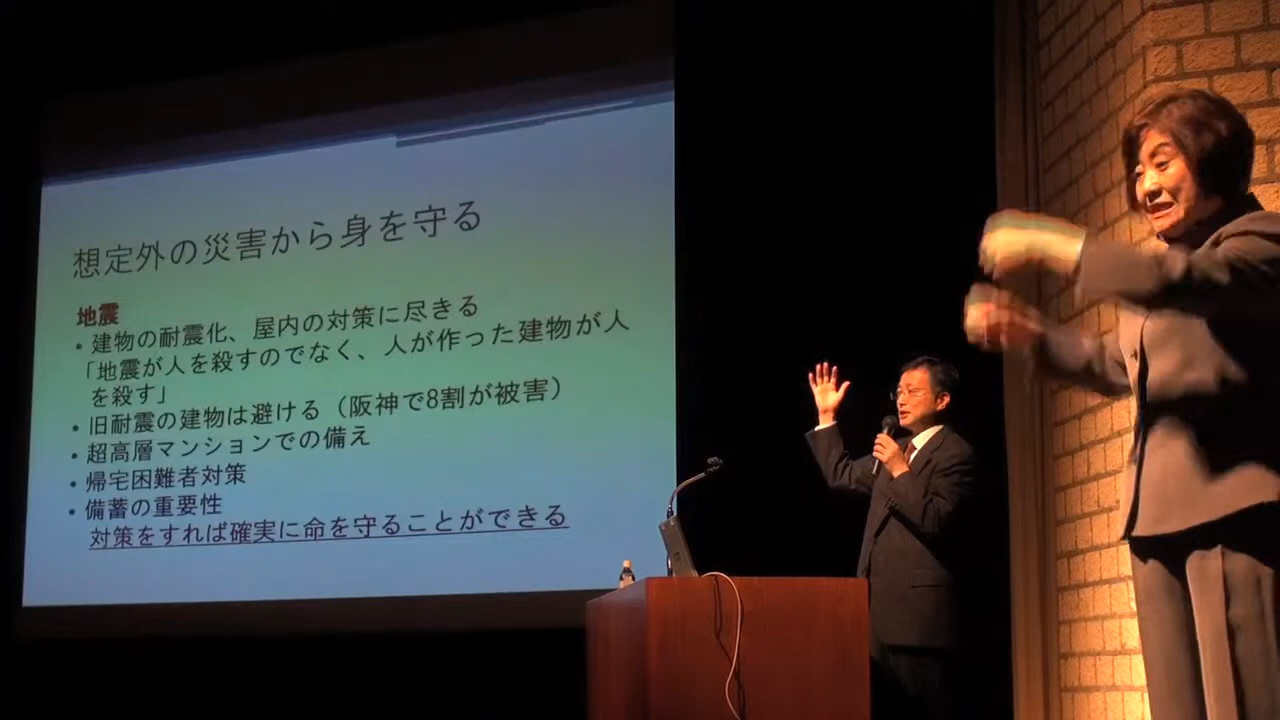 想定外の災害から身を守る
地震
・建物の耐震化、屋内の対策に尽きる
「地震が人を殺すのでなく、人が作った建物が人
を殺す」
・旧耐震の建物は避ける（阪神で8割が被害）
・超高層マンションでの備え
・帰宅困難者対策
・備蓄の重要性
対策をすれば確実に命を守ることができる